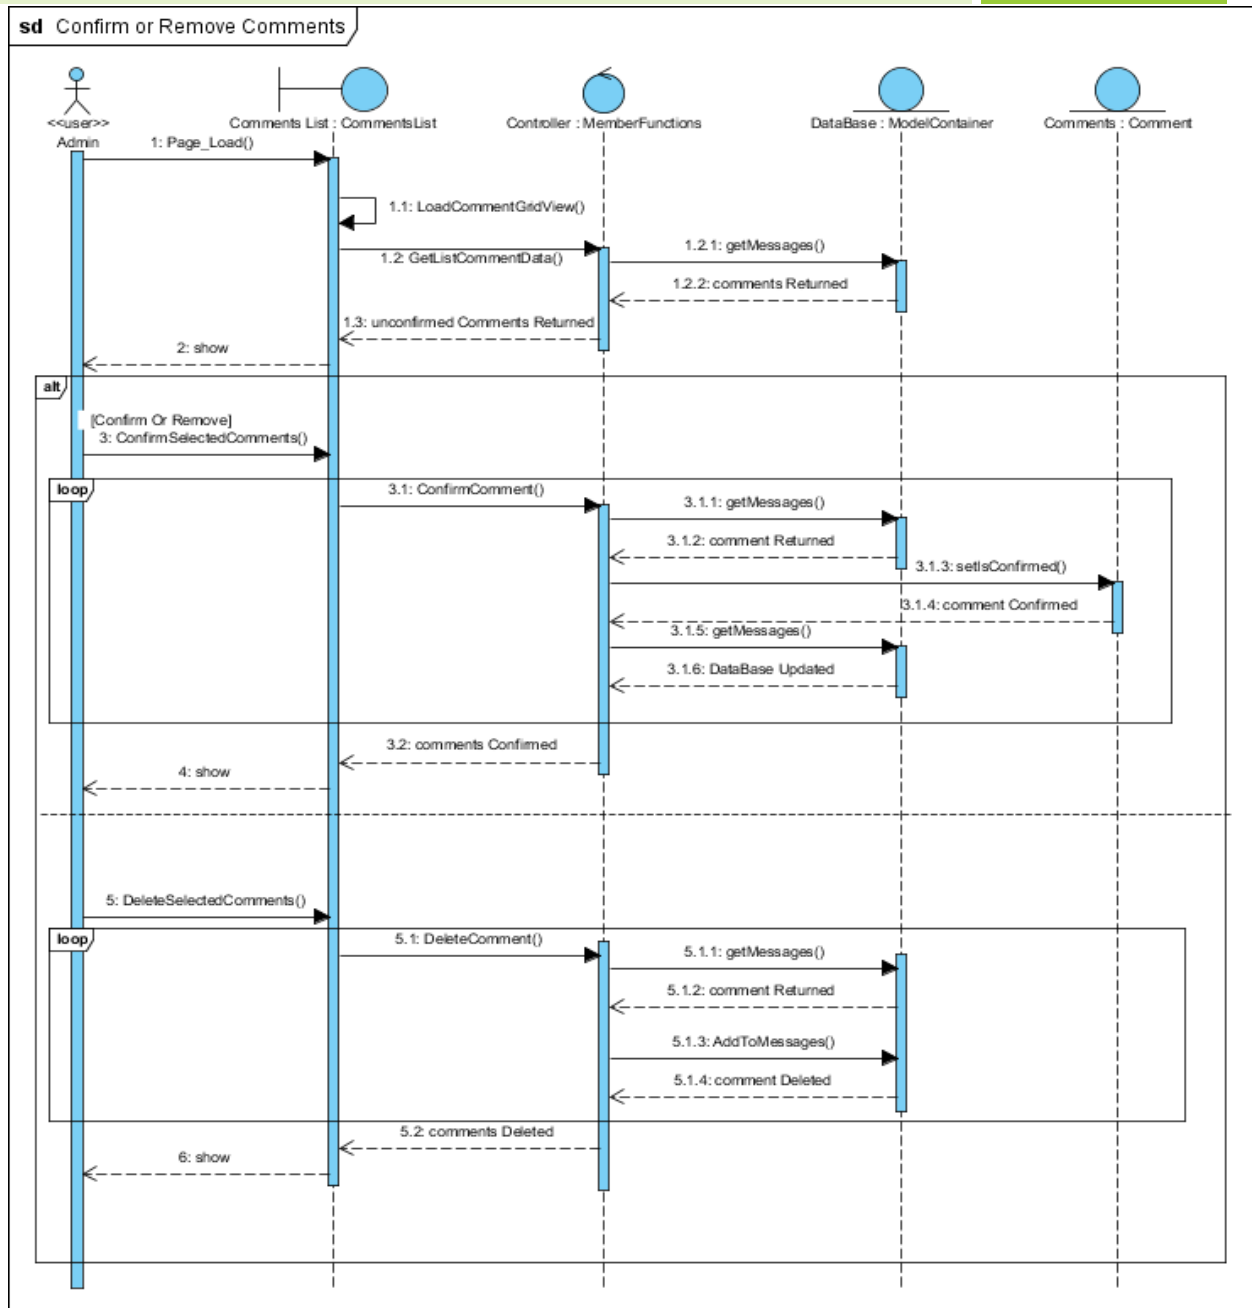 sd Confirm or Remove Comments
<<user>>
Admin
Comments List : CommentsList
Controller : MemberFunctions
DataBase : ModelContainer
Comments : Comment
1: Page_Load()
1.1: LoadCommentGridView()
1.2: GetListCommentData()
1.2.1: getMessages()
1.2.2: comments Returned
1.3: unconfirmed Comments Returned
2: show
alt
[Confirm Or Remove]
3: ConfirmSelectedComments()
loop
3.1: ConfirmComment()
3.1.1: getMessages()
3.1.2: comment Returned
3.1.3: setIsConfirmed()
3.1.4: comment Confirmed
3.1.5: getMessages()
3.1.6: DataBase Updated
3.2: comments Confirmed
4: show
5: DeleteSelectedComments()
loop
5.1: DeleteComment()
5.1.1: getMessages()
5.1.2: comment Returned
5.1.3: AddToMessages()
5.1.4: comment Deleted
5.2: comments Deleted
6: show